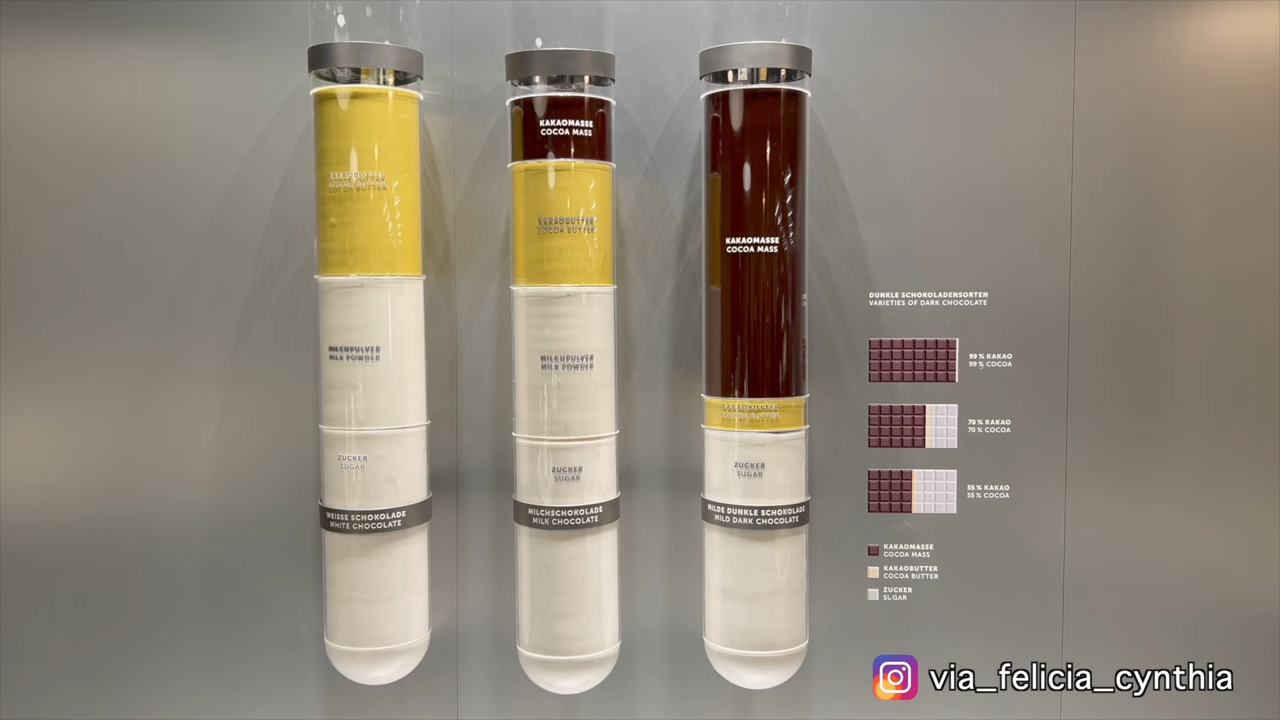 KAKAOBUTTER
COCOA BUTTER
MILCHPULVER
MILK POWDER
ZUCKER
SUGAR
WEISSE SCHOKOLADE
WHITE CHOCOLATE
KAKAOMASSE
COCOA MASS
KAKAOBUTTER
COCOA BUTTER
MILCHPULVER
MILK POWDER
ZUCKER
SUGAR
MILCHSCHOKOLADE
MILK CHOCOLATE
KAKAOMASSE
COCOA MASS
KAKAOBUTTER
COCOA BUTTER
ZUCKER
SUGAR
MILDE DUNKLE SCHOKOLADE
MILD DARK CHOCOLATE
DUNKLE SCHOKOLADENSORTEN
VARIETIES OF DARK CHOCOLATE
99 % KAKAO
99 % COCOA
70 % KAKAO
70 % COCOA
55 % KAKAO
55 % COCOA
KAKAOMASSE
COCOA MASS
KAKAOBUTTER
COCOA BUTTER
ZUCKER
SUGAR
via_felicia_cynthia